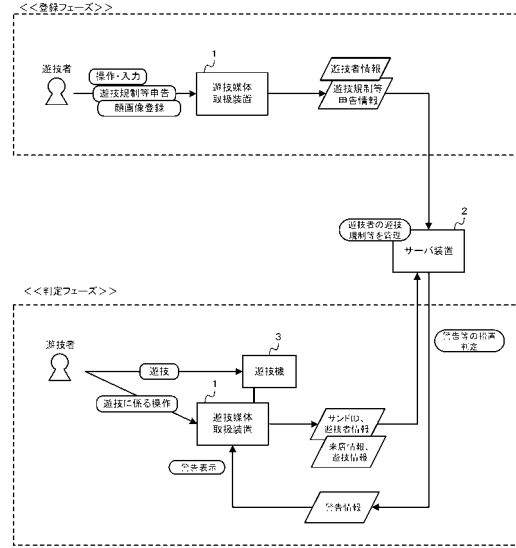 <<登録フェーズ>>
遊技者
操作・入力
遊技規制等申告
顔画像登録
1
遊技媒体
取扱装置
遊技者情報
遊技規制等
申告情報
遊技者の遊技
規制等を管理
2
サーバ装置
<<判定フェーズ>>
警告等の措置
判定
遊技者
遊技
遊技に係る操作
3
遊技機
1
遊技媒体
取扱装置
サンドID、
遊技者情報
来店情報、
遊技情報
警告表示
警告情報